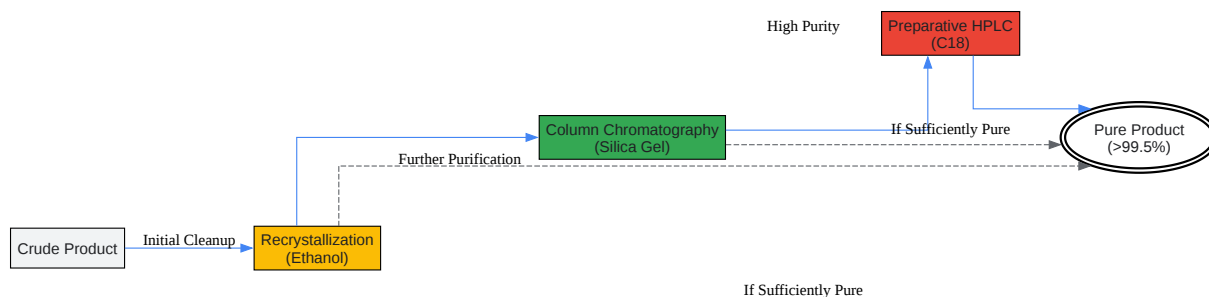 High Purity
Preparative HPLC
(C18)
Column Chromatography
(Silica Gel)
If Sufficiently Pure
Pure Product
(>99.5%)
Further Purification
Crude Product
Initial Cleanup
Recrystallization
(Ethanol)
If Sufficiently Pure